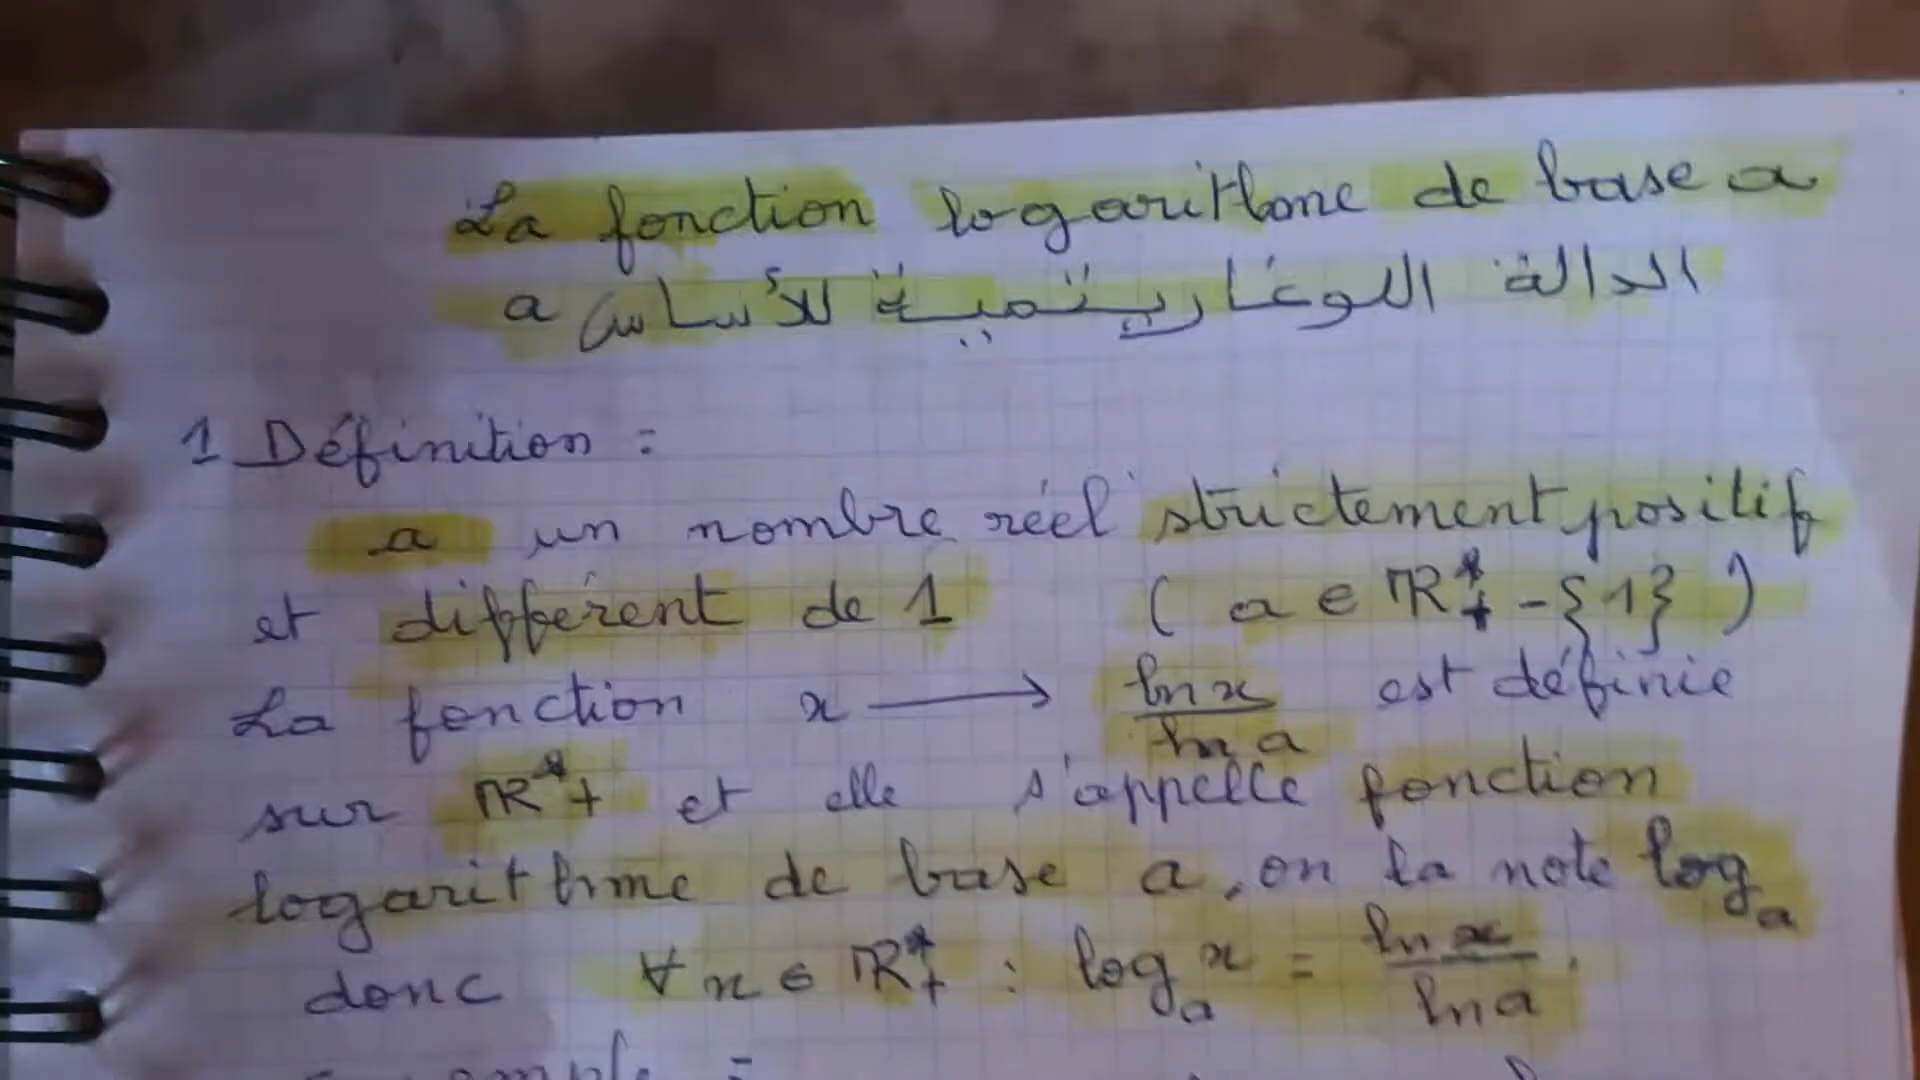 La fonction logarithme de base a
الدالة اللوغاريتمية للأساس a
1 Définition :
a un nombre réel strictement positif
et différent de 1 ( a ∈ ℝ*₊ - {1} )
La fonction x ⟶ ln x / ln a est définie
sur ℝ*+ et elle s'appelle fonction
logarithme de base a, on la note logₐ
donc ∀ x ∈ ℝ*₊ : logₐ x = ln x / ln a .